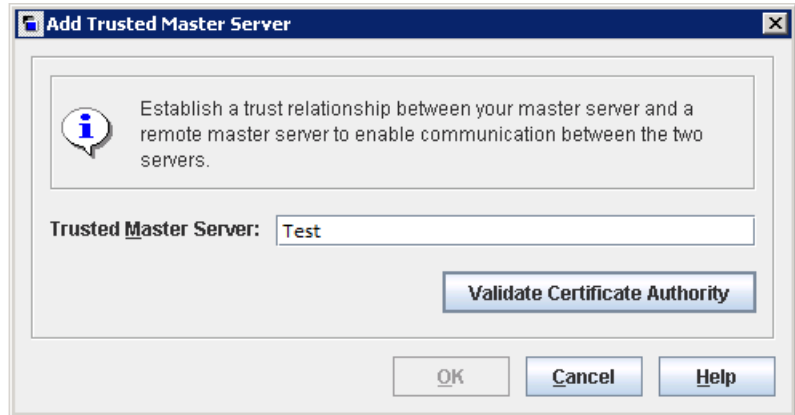 Add Trusted Master Server
Establish a trust relationship between your master server and a
remote master server to enable communication between the two
servers.
Trusted Master Server: Test
Validate Certificate Authority
OK Cancel Help